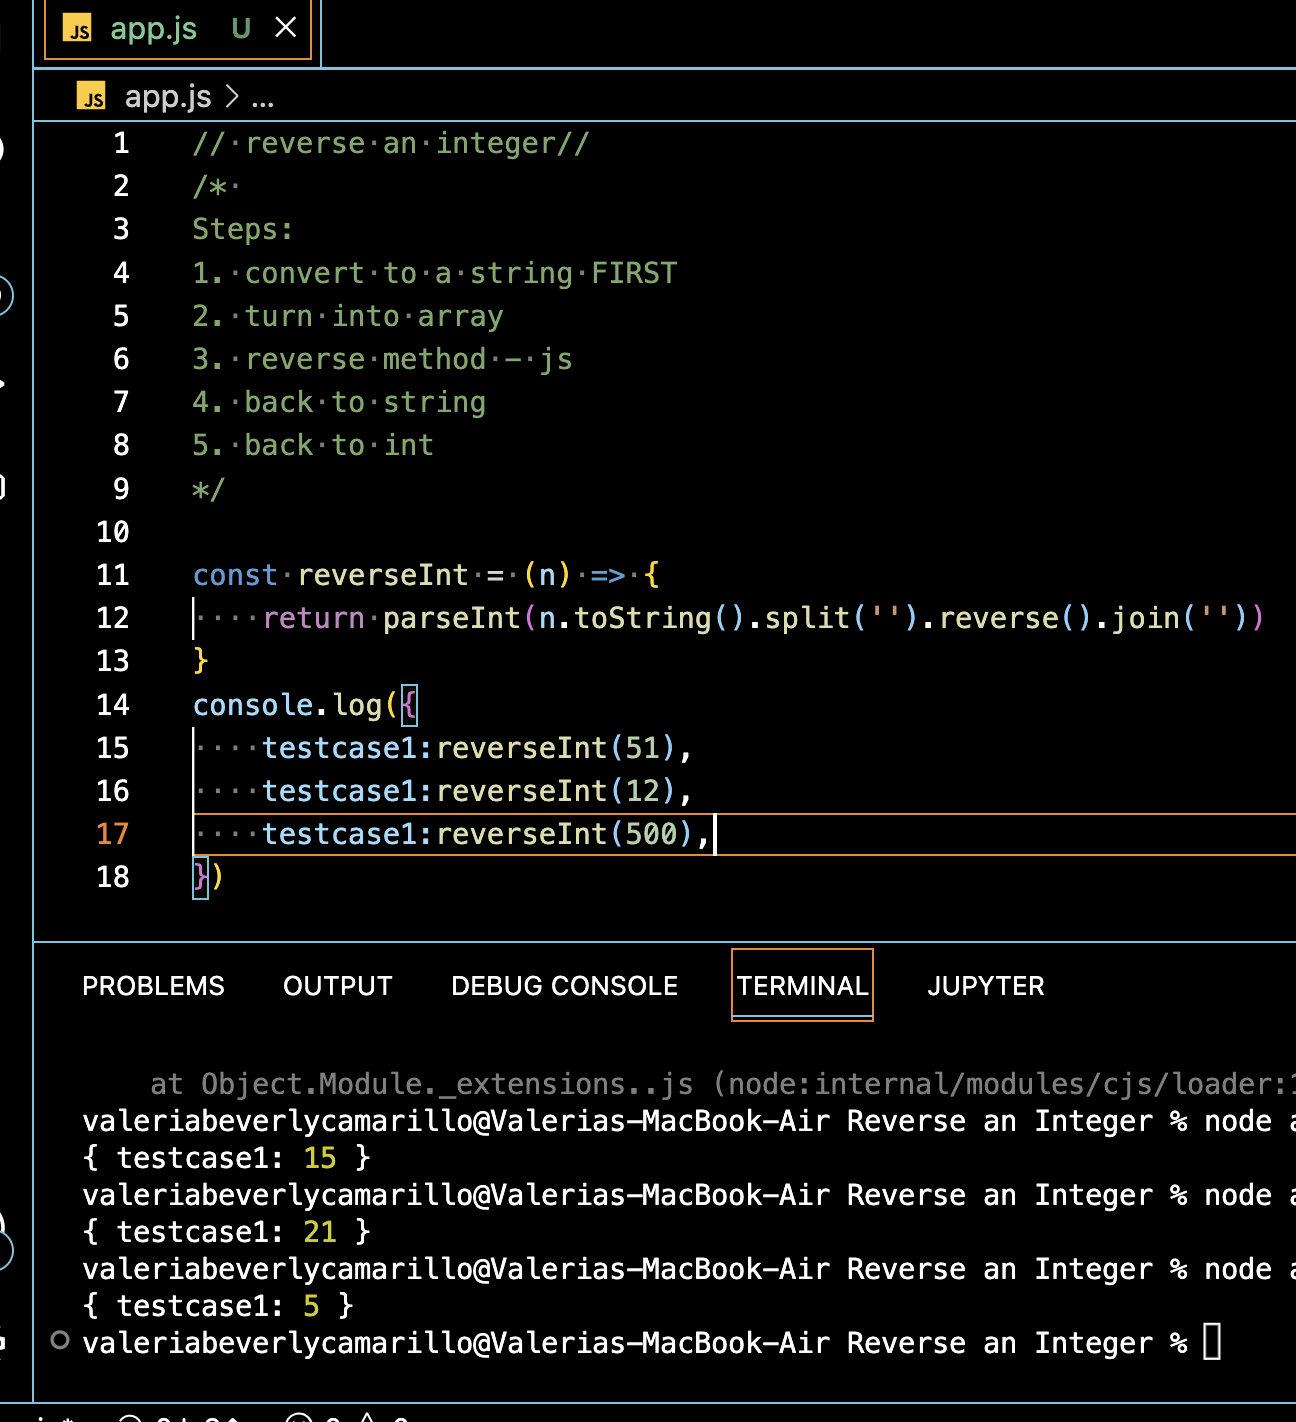 JS app.js U
JS app.js > ...
1 // reverse an integer//
2 /*
3 Steps:
4 1. convert to a string FIRST
5 2. turn into array
6 3. reverse method - js
7 4. back to string
8 5. back to int
9 */
10
11 const reverseInt = (n) => {
12 return parseInt(n.toString().split('').reverse().join(''))
13 }
14 console.log({
15 testcase1:reverseInt(51),
16 testcase1:reverseInt(12),
17 testcase1:reverseInt(500),
18 })
PROBLEMS OUTPUT DEBUG CONSOLE TERMINAL JUPYTER
at Object.Module._extensions..js (node:internal/modules/cjs/loader:
valeriabeverlycamarillo@Valerias-MacBook-Air Reverse an Integer % node
{ testcase1: 15 }
valeriabeverlycamarillo@Valerias-MacBook-Air Reverse an Integer % node
{ testcase1: 21 }
valeriabeverlycamarillo@Valerias-MacBook-Air Reverse an Integer % node
{ testcase1: 5 }
valeriabeverlycamarillo@Valerias-MacBook-Air Reverse an Integer %